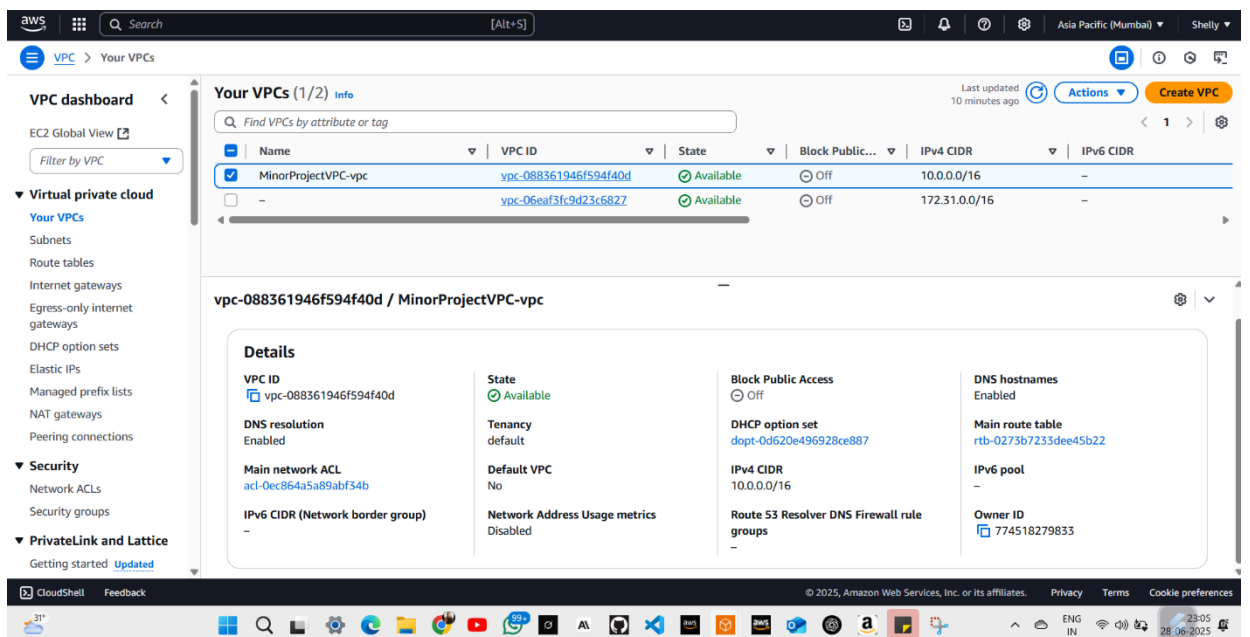 aws
Search [Alt+S]
Asia Pacific (Mumbai)
Shelly
VPC > Your VPCs
VPC dashboard
EC2 Global View
Filter by VPC
Virtual private cloud
Your VPCs
Subnets
Route tables
Internet gateways
Egress-only internet
gateways
DHCP option sets
Elastic IPs
Managed prefix lists
NAT gateways
Peering connections
Security
Network ACLs
Security groups
PrivateLink and Lattice
Getting started Updated
Your VPCs (1/2) Info
Last updated
10 minutes ago
Actions
Create VPC
Find VPCs by attribute or tag
1
Name VPC ID State Block Public... IPv4 CIDR IPv6 CIDR
MinorProjectVPC-vpc vpc-088361946f594f40d Available Off 10.0.0.0/16 –
– vpc-06eaf3fc9d23c6827 Available Off 172.31.0.0/16 –
vpc-088361946f594f40d / MinorProjectVPC-vpc
Details
VPC ID
vpc-088361946f594f40d
State
Available
Block Public Access
Off
DNS hostnames
Enabled
DNS resolution
Enabled
Tenancy
default
DHCP option set
dopt-0d620e496928ce887
Main route table
rtb-0273b7233dee45b22
Main network ACL
acl-0ec864a5a89abf34b
Default VPC
No
IPv4 CIDR
10.0.0.0/16
IPv6 pool
–
IPv6 CIDR (Network border group)
–
Network Address Usage metrics
Disabled
Route 53 Resolver DNS Firewall rule
groups
–
Owner ID
774518279833
CloudShell Feedback
© 2025, Amazon Web Services, Inc. or its affiliates. Privacy Terms Cookie preferences
31°
99+
aws
aws
ENG
IN
23:05
28-06-2025